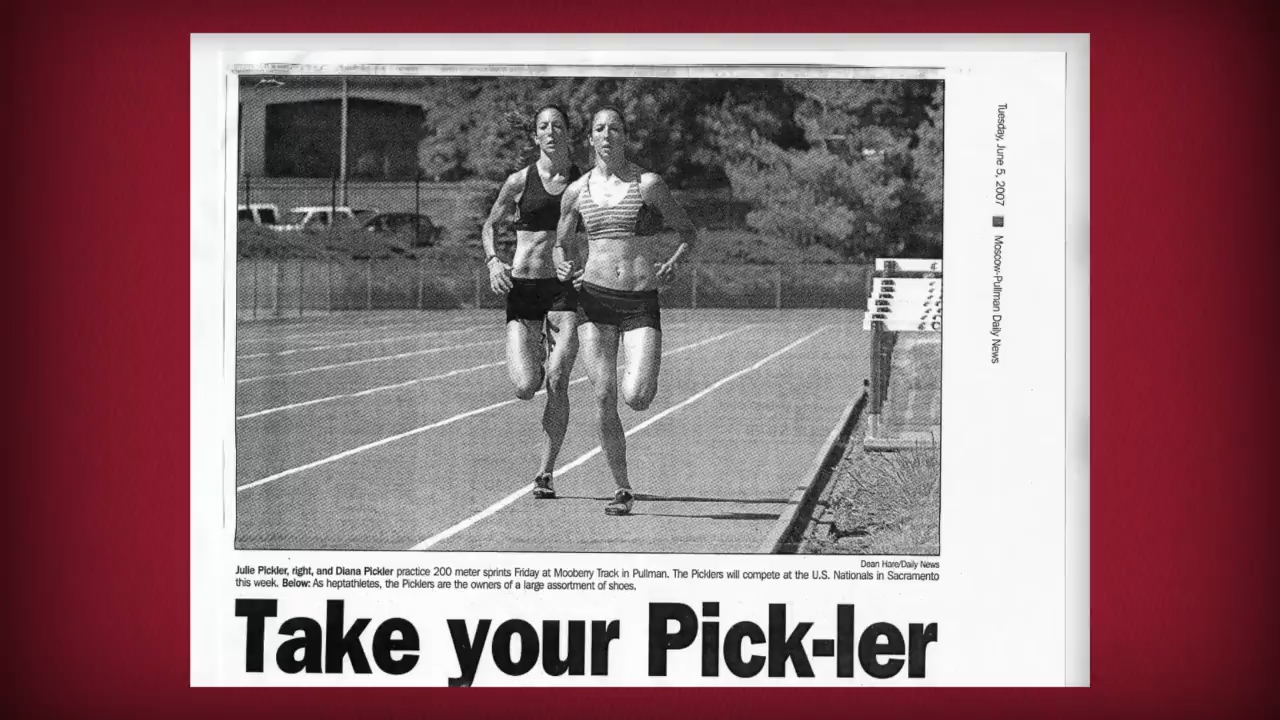 Tuesday, June 5, 2007 ■ Moscow-Pullman Daily News
Dean Hare/Daily News
Julie Pickler, right, and Diana Pickler practice 200 meter sprints Friday at Mooberry Track in Pullman. The Picklers will compete at the U.S. Nationals in Sacramento
this week. Below: As heptathletes, the Picklers are the owners of a large assortment of shoes.
Take your Pick-ler